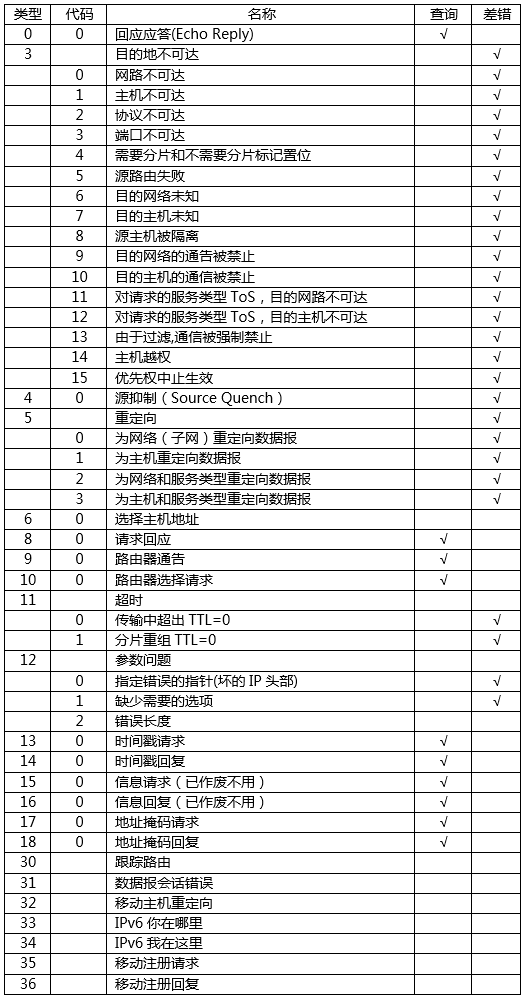 类型 代码 名称 查询 差错
0 0 回应应答(Echo Reply) √
3 目的地不可达 √
0 网路不可达 √
1 主机不可达 √
2 协议不可达 √
3 端口不可达 √
4 需要分片和不需要分片标记置位 √
5 源路由失败 √
6 目的网络未知 √
7 目的主机未知 √
8 源主机被隔离 √
9 目的网络的通告被禁止 √
10 目的主机的通信被禁止 √
11 对请求的服务类型 ToS，目的网路不可达 √
12 对请求的服务类型 ToS，目的主机不可达 √
13 由于过滤,通信被强制禁止 √
14 主机越权 √
15 优先权中止生效 √
4 0 源抑制（Source Quench） √
5 重定向 √
0 为网络（子网）重定向数据报 √
1 为主机重定向数据报 √
2 为网络和服务类型重定向数据报 √
3 为主机和服务类型重定向数据报 √
6 0 选择主机地址
8 0 请求回应 √
9 0 路由器通告 √
10 0 路由器选择请求 √
11 超时
0 传输中超出 TTL=0 √
1 分片重组 TTL=0 √
12 参数问题
0 指定错误的指针(坏的 IP 头部) √
1 缺少需要的选项 √
2 错误长度
13 0 时间戳请求 √
14 0 时间戳回复 √
15 0 信息请求（已作废不用） √
16 0 信息回复（已作废不用） √
17 0 地址掩码请求 √
18 0 地址掩码回复 √
30 跟踪路由
31 数据报会话错误
32 移动主机重定向
33 IPv6 你在哪里
34 IPv6 我在这里
35 移动注册请求
36 移动注册回复